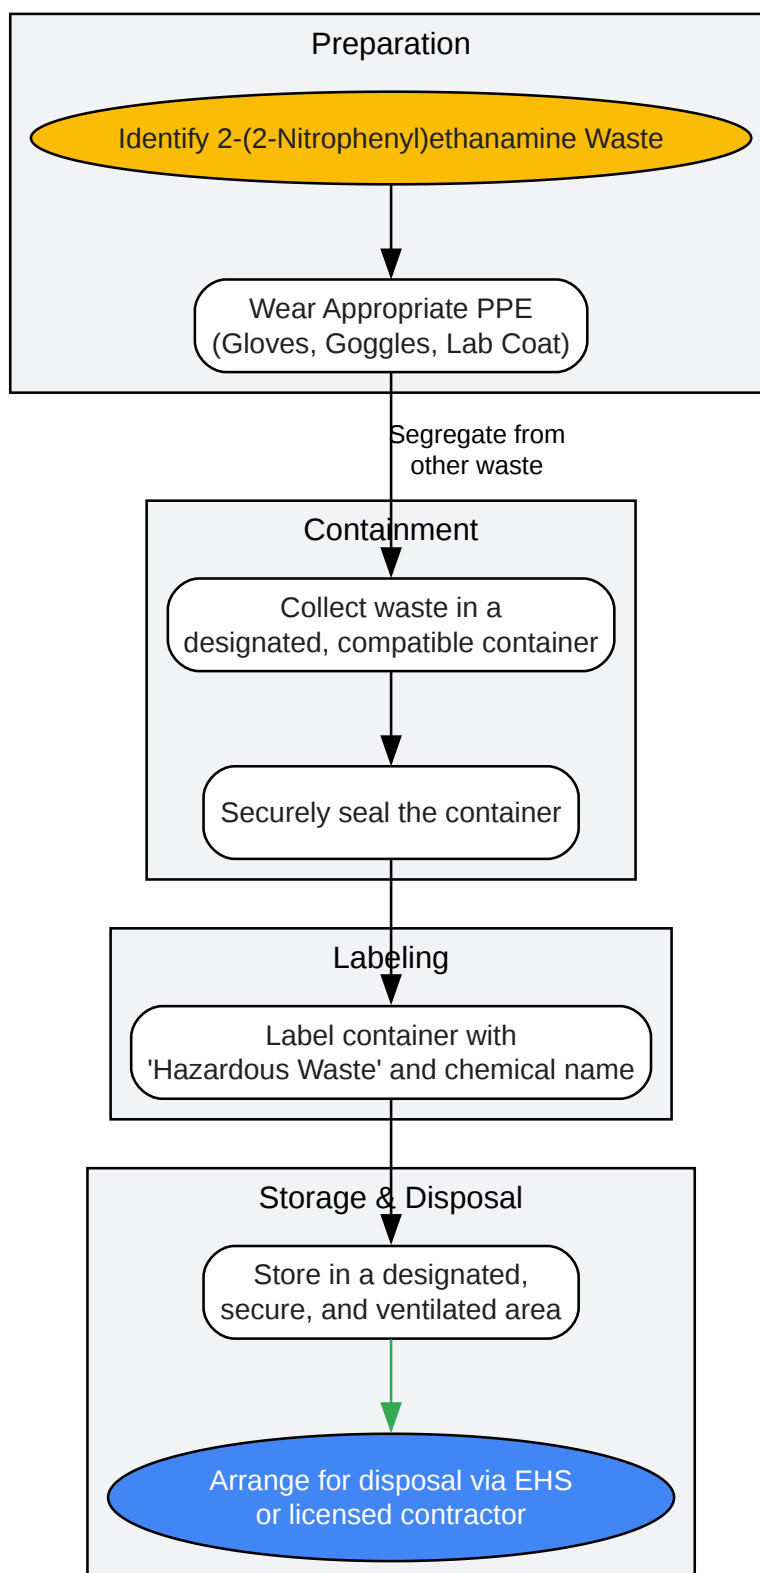 Preparation
Identify 2-(2-Nitrophenyl)ethanamine Waste
Wear Appropriate PPE
(Gloves, Goggles, Lab Coat)
Segregate from
other waste
Containment
Collect waste in a
designated, compatible container
Securely seal the container
Labeling
Label container with
'Hazardous Waste' and chemical name
Storage & Disposal
Store in a designated,
secure, and ventilated area
Arrange for disposal via EHS
or licensed contractor